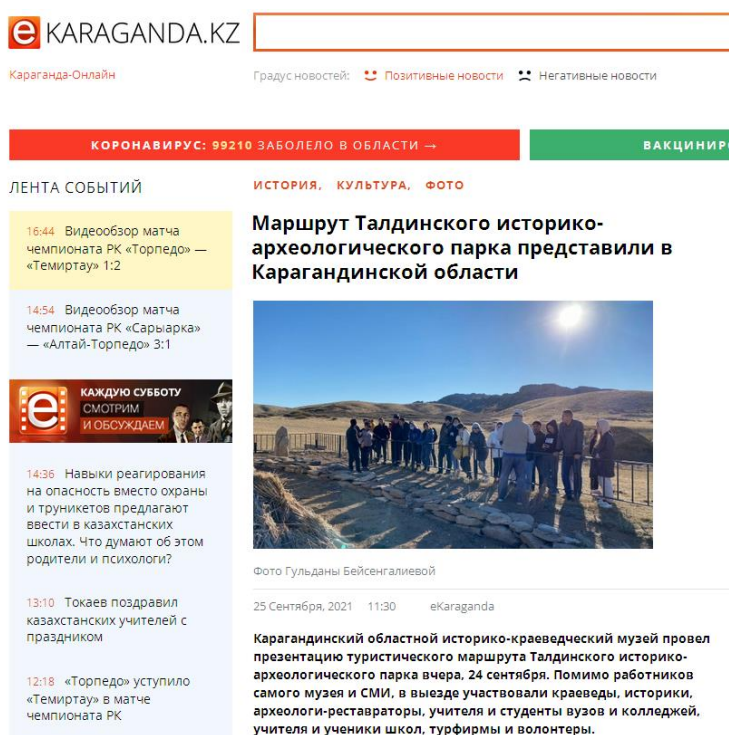 e KARAGANDA.KZ
Караганда-Онлайн
Градус новостей: Позитивные новости Негативные новости
КОРОНАВИРУС: 99210 ЗАБОЛЕЛО В ОБЛАСТИ →
ЛЕНТА СОБЫТИЙ
16:44 Видеообзор матча
чемпионата РК «Торпедо» —
«Темиртау» 1:2
14:54 Видеообзор матча
чемпионата РК «Сарыарка»
— «Алтай-Торпедо» 3:1
e КАЖДУЮ СУББОТУ
СМОТРИМ
И ОБСУЖДАЕМ
14:36 Навыки реагирования
на опасность вместо охраны
и труникетов предлагают
ввести в казахстанских
школах. Что думают об этом
родители и психологи?
13:10 Токаев поздравил
казахстанских учителей с
праздником
12:18 «Торпедо» уступило
«Темиртау» в матче
чемпионата РК
ИСТОРИЯ, КУЛЬТУРА, ФОТО
Маршрут Талдинского историко-
археологического парка представили в
Карагандинской области
Фото Гульданы Бейсенгалиевой
25 Сентября, 2021 11:30 eKaraganda
Карагандинский областной историко-краеведческий музей провел
презентацию туристического маршрута Талдинского историко-
археологического парка вчера, 24 сентября. Помимо работников
самого музея и СМИ, в выезде участвовали краеведы, историки,
археологи-реставраторы, учителя и студенты вузов и колледжей,
учителя и ученики школ, турфирмы и волонтеры.